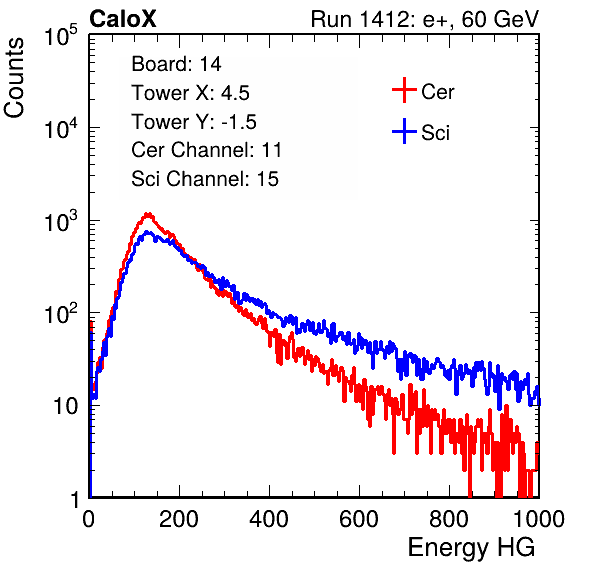 CaloX Run 1412: e+, 60 GeV
Counts
Board: 14
Tower X: 4.5
Tower Y: -1.5
Cer Channel: 11
Sci Channel: 15
Cer
Sci
10^5
10^4
10^3
10^2
10
1
0 200 400 600 800 1000
Energy HG